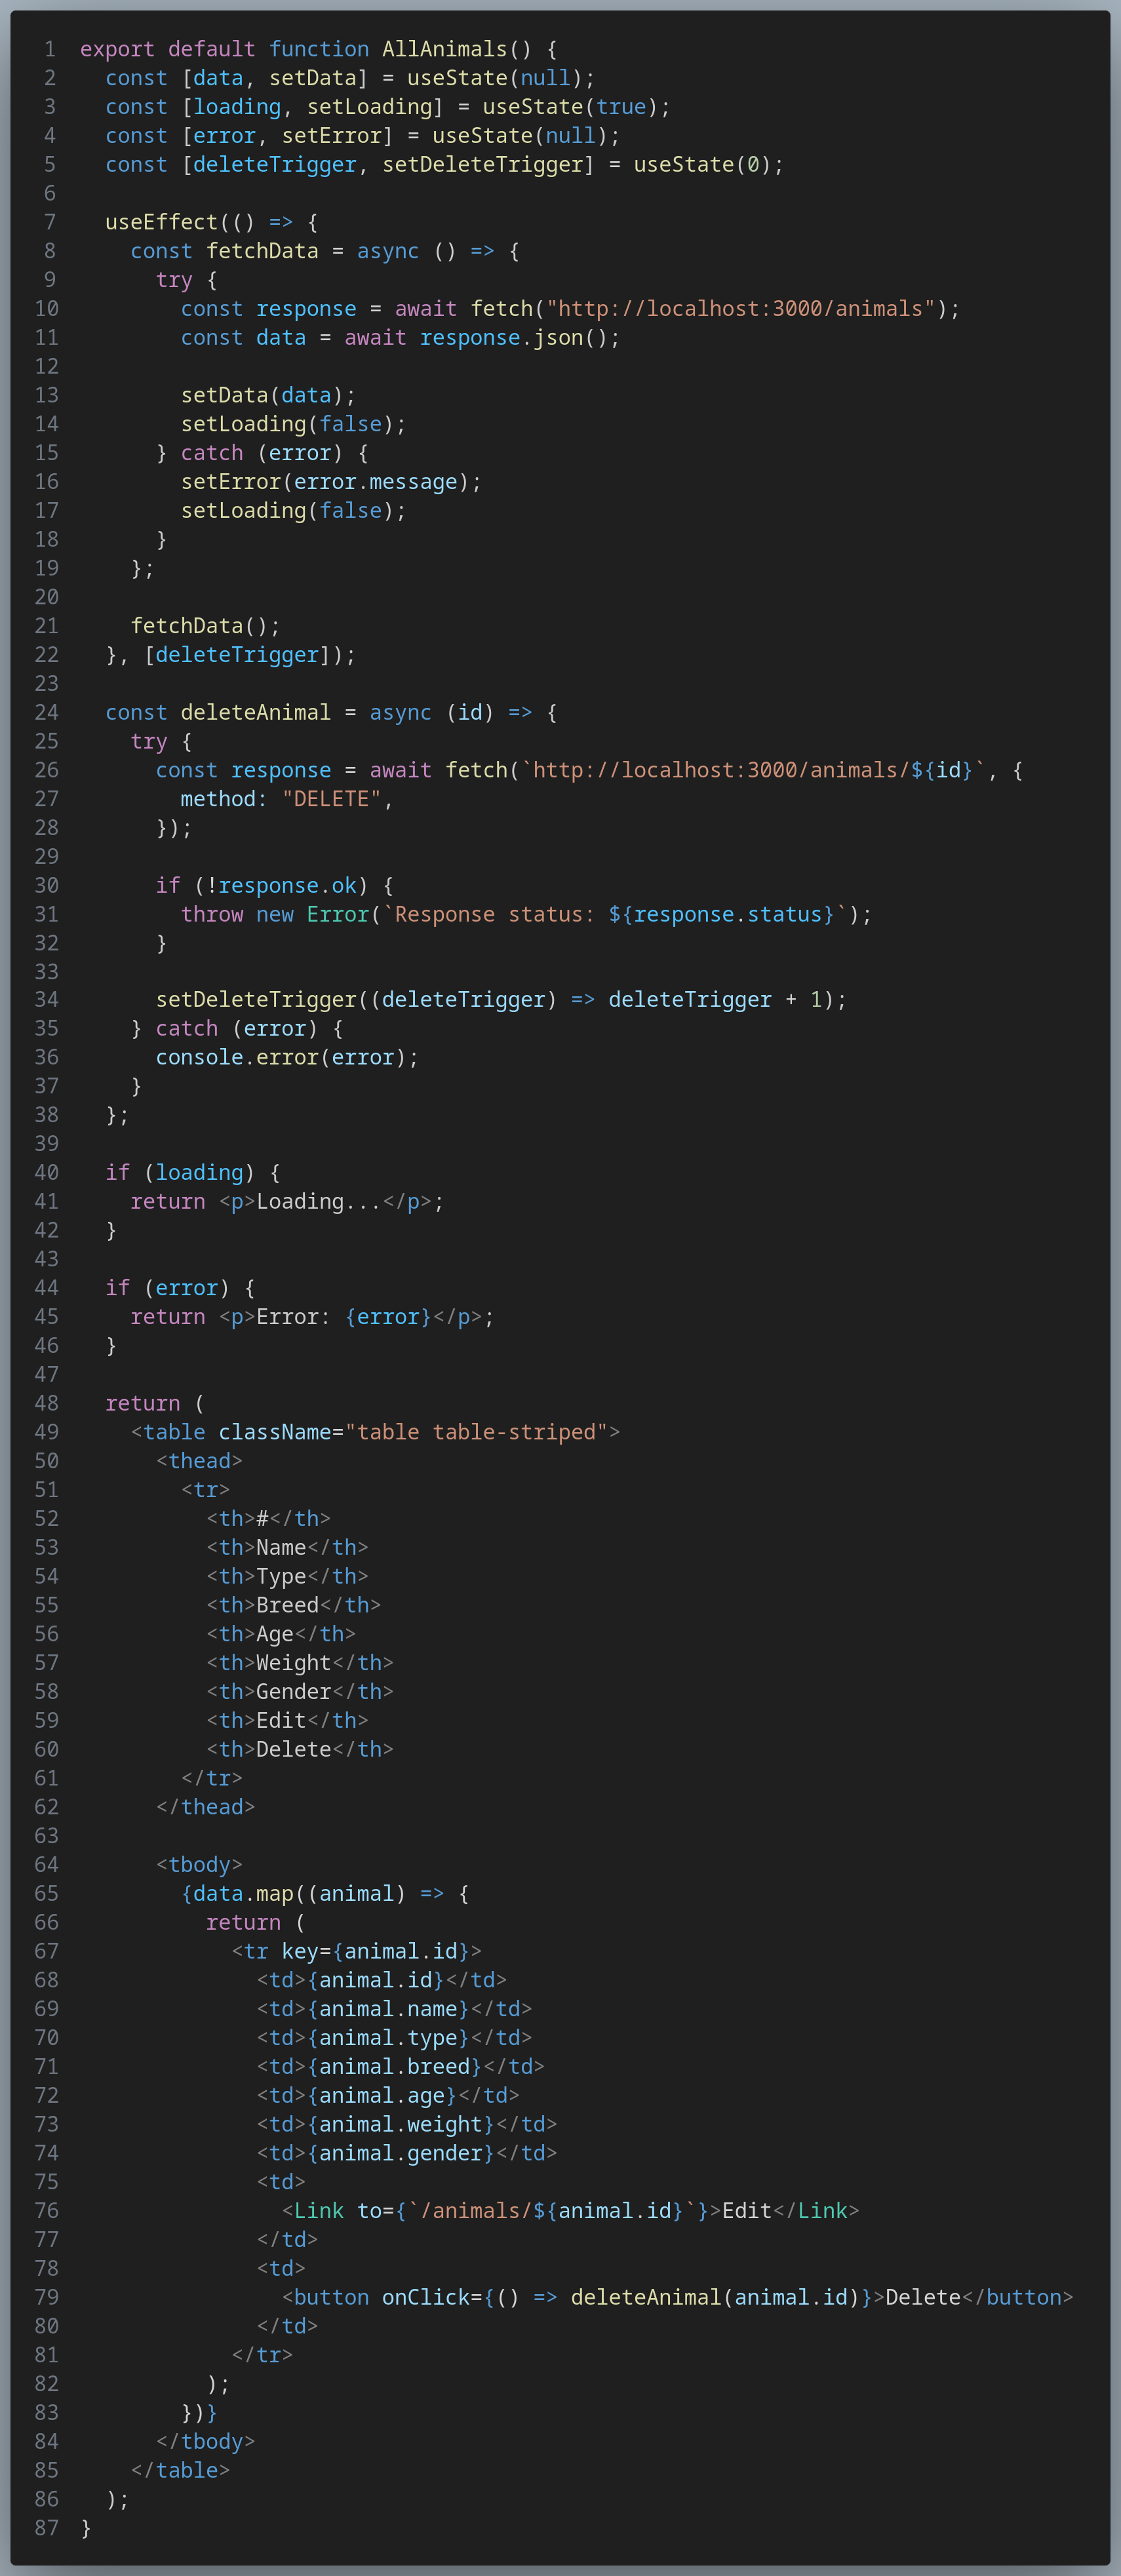 1 export default function AllAnimals() {
2   const [data, setData] = useState(null);
3   const [loading, setLoading] = useState(true);
4   const [error, setError] = useState(null);
5   const [deleteTrigger, setDeleteTrigger] = useState(0);
6
7   useEffect(() => {
8     const fetchData = async () => {
9       try {
10         const response = await fetch("http://localhost:3000/animals");
11         const data = await response.json();
12
13         setData(data);
14         setLoading(false);
15       } catch (error) {
16         setError(error.message);
17         setLoading(false);
18       }
19     };
20
21     fetchData();
22   }, [deleteTrigger]);
23
24   const deleteAnimal = async (id) => {
25     try {
26       const response = await fetch(`http://localhost:3000/animals/${id}`, {
27         method: "DELETE",
28       });
29
30       if (!response.ok) {
31         throw new Error(`Response status: ${response.status}`);
32       }
33
34       setDeleteTrigger((deleteTrigger) => deleteTrigger + 1);
35     } catch (error) {
36       console.error(error);
37     }
38   };
39
40   if (loading) {
41     return <p>Loading...</p>;
42   }
43
44   if (error) {
45     return <p>Error: {error}</p>;
46   }
47
48   return (
49     <table className="table table-striped">
50       <thead>
51         <tr>
52           <th>#</th>
53           <th>Name</th>
54           <th>Type</th>
55           <th>Breed</th>
56           <th>Age</th>
57           <th>Weight</th>
58           <th>Gender</th>
59           <th>Edit</th>
60           <th>Delete</th>
61         </tr>
62       </thead>
63
64       <tbody>
65         {data.map((animal) => {
66           return (
67             <tr key={animal.id}>
68               <td>{animal.id}</td>
69               <td>{animal.name}</td>
70               <td>{animal.type}</td>
71               <td>{animal.breed}</td>
72               <td>{animal.age}</td>
73               <td>{animal.weight}</td>
74               <td>{animal.gender}</td>
75               <td>
76                 <Link to={`/animals/${animal.id}`}>Edit</Link>
77               </td>
78               <td>
79                 <button onClick={() => deleteAnimal(animal.id)}>Delete</button>
80               </td>
81             </tr>
82           );
83         })}
84       </tbody>
85     </table>
86   );
87 }